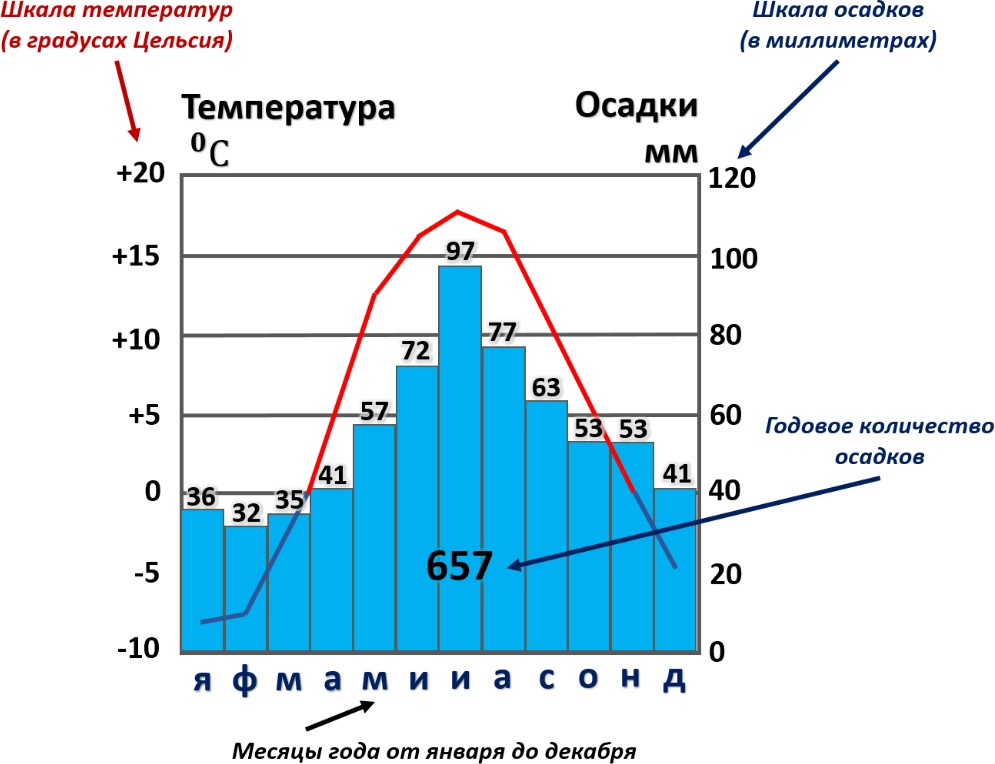 Шкала температур
(в градусах Цельсия)
Шкала осадков
(в миллиметрах)
Температура
⁰C
Осадки
мм
+20
+15
+10
+5
0
-5
-10
120
100
80
60
40
20
0
36
32
35
41
57
72
97
77
63
53
53
41
657
Годовое количество
осадков
я ф м а м и и а с о н д
Месяцы года от января до декабря